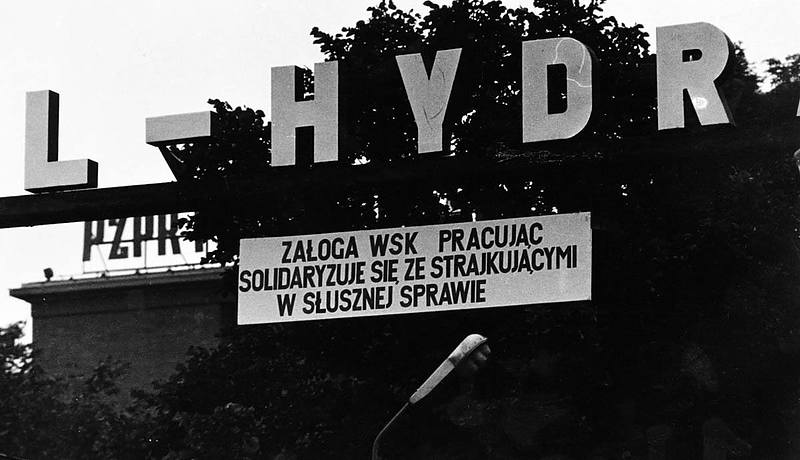 L-HYDR
PZPR
ZAŁOGA WSK PRACUJĄC
SOLIDARYZUJE SIĘ ZE STRAJKUJĄCYMI
W SŁUSZNEJ SPRAWIE